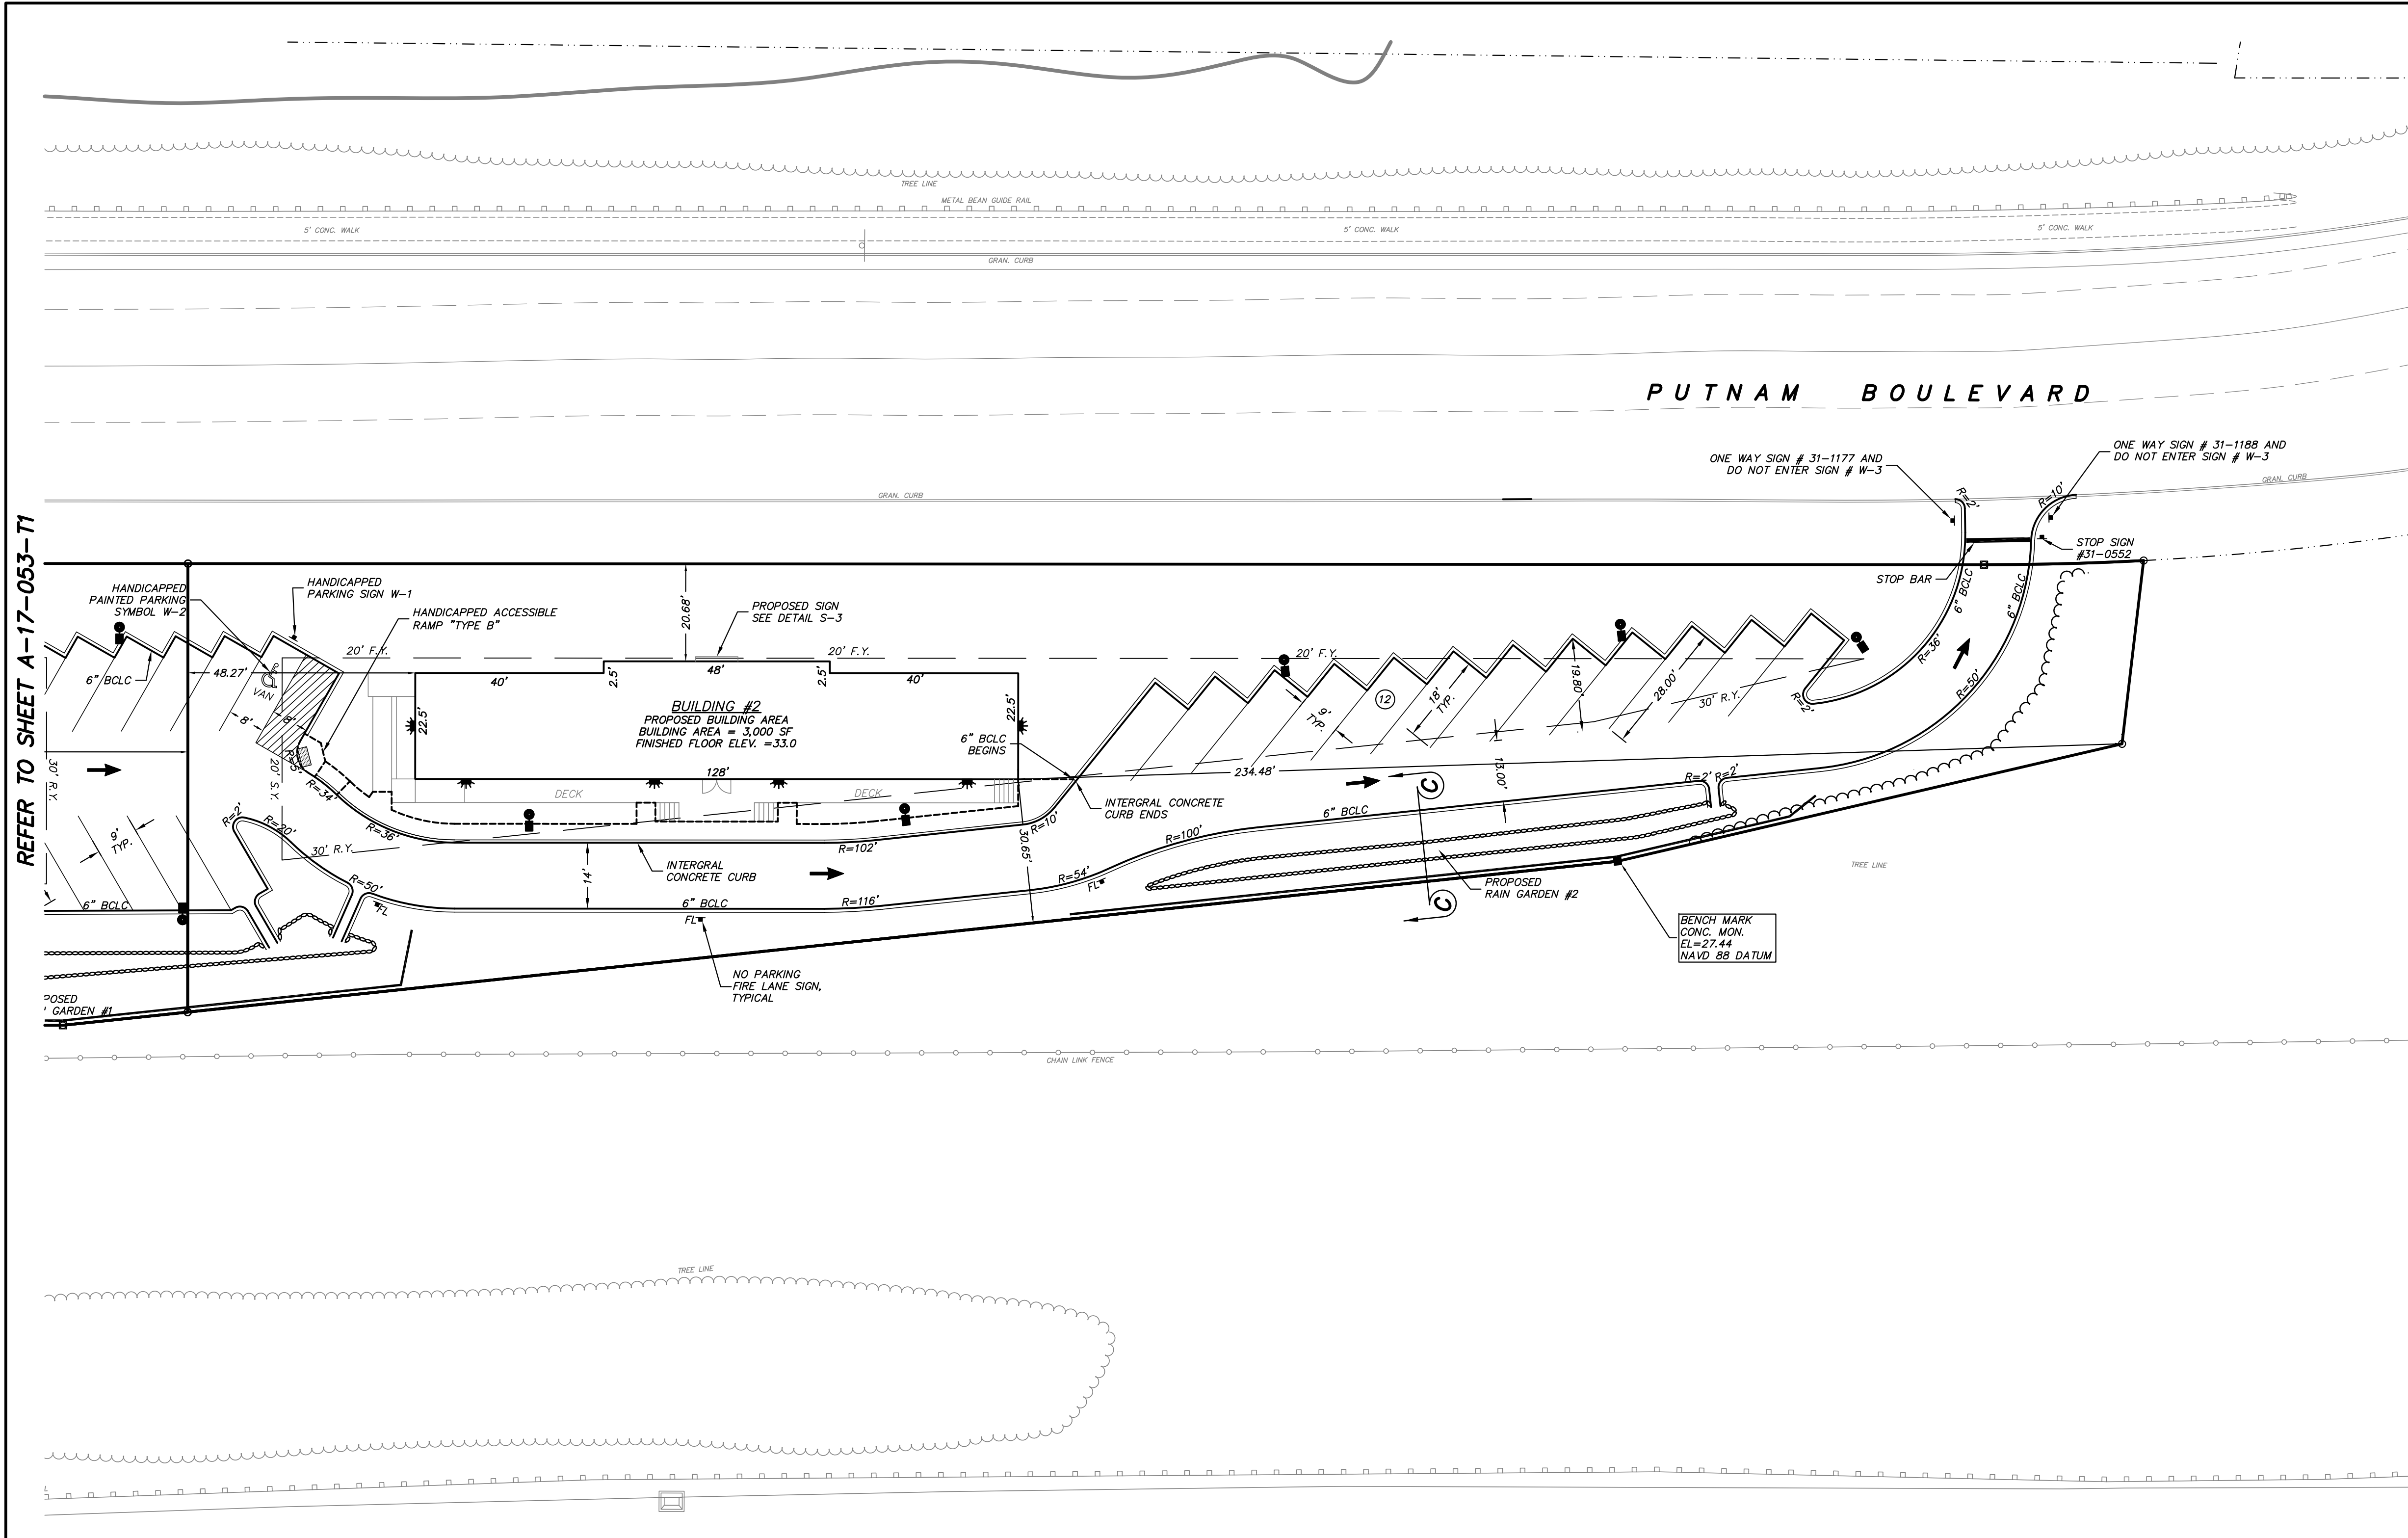 TREE LINE
METAL BEAN GUIDE RAIL
5' CONC. WALK
5' CONC. WALK
5' CONC. WALK
GRAN. CURB
PUTNAM BOULEVARD
ONE WAY SIGN # 31-1177 AND
DO NOT ENTER SIGN # W-3
ONE WAY SIGN # 31-1188 AND
DO NOT ENTER SIGN # W-3
GRAN. CURB
GRAN. CURB
R=2'
R=10'
STOP SIGN
#31-0552
STOP BAR
6" BCLC
6" BCLC
REFER TO SHEET A-17-053-T1
HANDICAPPED
PAINTED PARKING
SYMBOL W-2
HANDICAPPED
PARKING SIGN W-1
HANDICAPPED ACCESSIBLE
RAMP "TYPE B"
20.68'
PROPOSED SIGN
SEE DETAIL S-3
20' F.Y.
20' F.Y.
20' F.Y.
6" BCLC
48.27'
VAN
8'
8'
40'
2.5'
48'
2.5'
40'
22.5'
22.5'
BUILDING #2
PROPOSED BUILDING AREA
BUILDING AREA = 3,000 SF
FINISHED FLOOR ELEV. =33.0
128'
6" BCLC
BEGINS
9'
TYP.
12
18'
TYP.
19.80'
28.00'
30' R.Y.
R=2'
R=36'
R=50'
30' R.Y.
20' S.Y.
R=5'
R=34'
DECK
DECK
234.48'
13.00'
C
R=2'
R=2'
INTERGRAL CONCRETE
CURB ENDS
6" BCLC
R=10'
30.65'
R=100'
R=2'
R=20'
R=36'
9'
TYP.
30' R.Y.
R=102'
INTERGRAL
CONCRETE CURB
14'
R=54'
FL
R=50'
FL
6" BCLC
6" BCLC
R=116'
FL
C
PROPOSED
RAIN GARDEN #2
TREE LINE
BENCH MARK
CONC. MON.
EL=27.44
NAVD 88 DATUM
NO PARKING
FIRE LANE SIGN,
TYPICAL
POSED
GARDEN #1
CHAIN LINK FENCE
TREE LINE